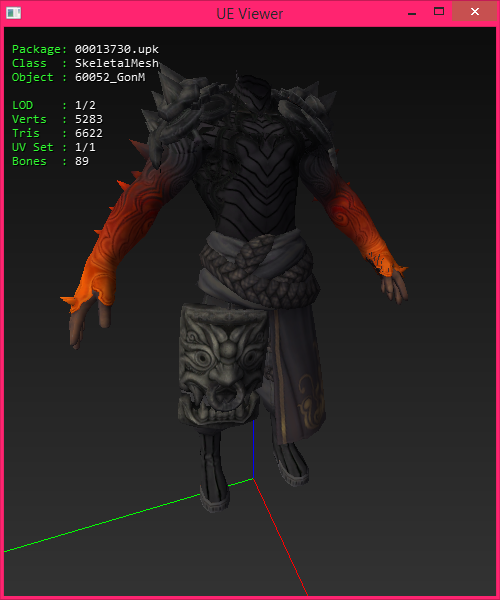 UE Viewer
Package: 00013730.upk
Class : SkeletalMesh
Object : 60052_GonM
LOD : 1/2
Verts : 5283
Tris : 6622
UV Set : 1/1
Bones : 89